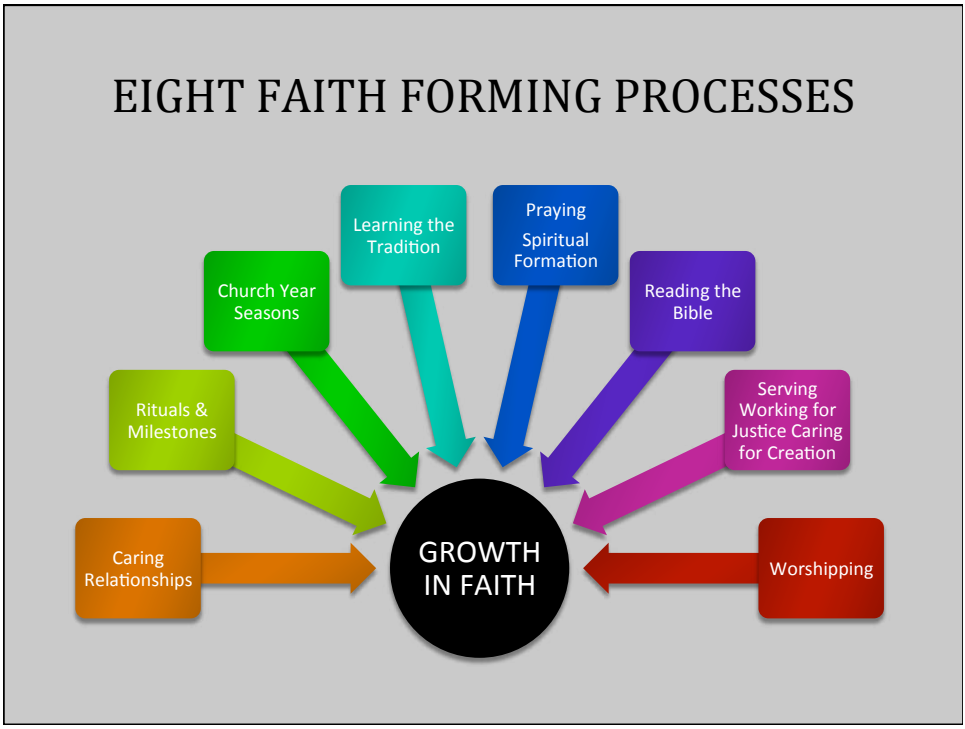 EIGHT FAITH FORMING PROCESSES
Caring
Relationships
Rituals &
Milestones
Church Year
Seasons
Learning the
Tradition
Praying
Spiritual
Formation
Reading the
Bible
Serving
Working for
Justice Caring
for Creation
Worshipping
GROWTH
IN FAITH